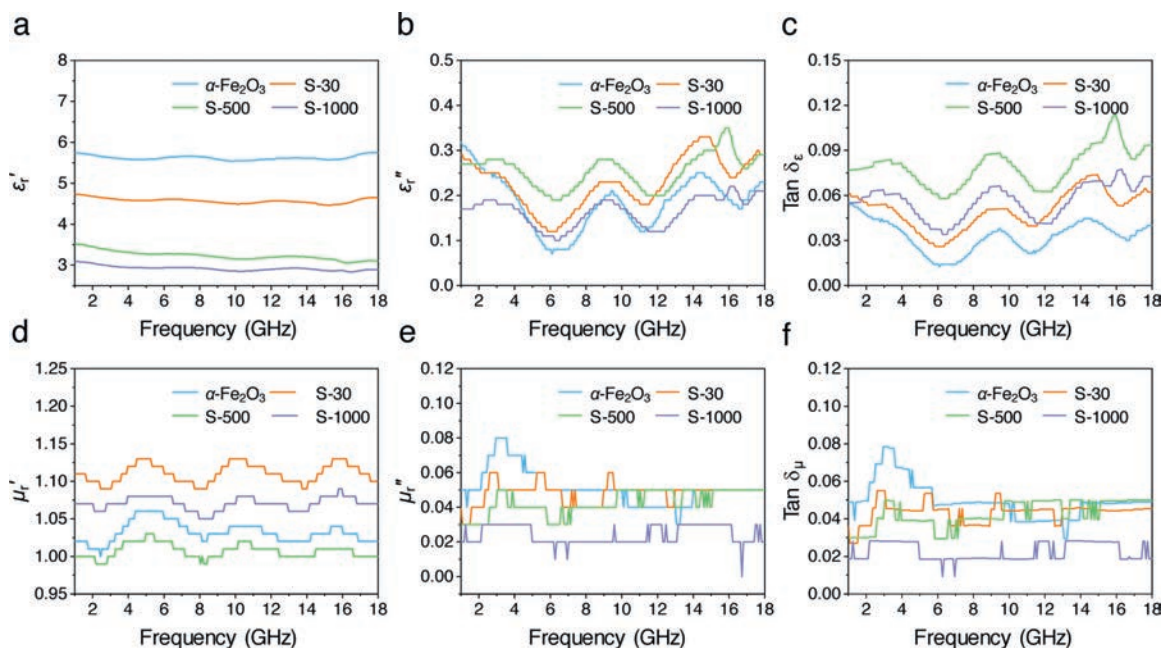 a
8
7
6
5
4
3
εr′
α-Fe2O3
S-30
S-500
S-1000
2 4 6 8 10 12 14 16 18
Frequency (GHz)
b
0.5
0.4
0.3
0.2
0.1
0.0
εr″
α-Fe2O3
S-30
S-500
S-1000
2 4 6 8 10 12 14 16 18
Frequency (GHz)
c
0.15
0.12
0.09
0.06
0.03
0.00
Tan δε
α-Fe2O3
S-30
S-500
S-1000
2 4 6 8 10 12 14 16 18
Frequency (GHz)
d
1.25
1.20
1.15
1.10
1.05
1.00
0.95
μr′
α-Fe2O3
S-30
S-500
S-1000
2 4 6 8 10 12 14 16 18
Frequency (GHz)
e
0.12
0.10
0.08
0.06
0.04
0.02
0.00
μr″
α-Fe2O3
S-30
S-500
S-1000
2 4 6 8 10 12 14 16 18
Frequency (GHz)
f
0.12
0.10
0.08
0.06
0.04
0.02
0.00
Tan δμ
α-Fe2O3
S-30
S-500
S-1000
2 4 6 8 10 12 14 16 18
Frequency (GHz)